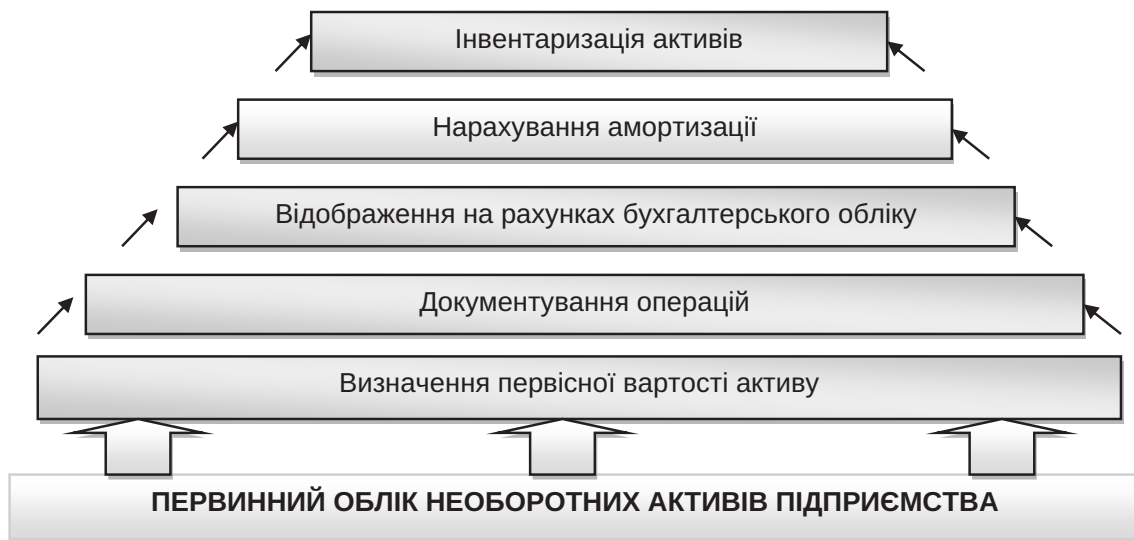 Інвентаризація активів
Нарахування амортизації
Відображення на рахунках бухгалтерського обліку
Документування операцій
Визначення первісної вартості активу
ПЕРВИННИЙ ОБЛІК НЕОБОРОТНИХ АКТИВІВ ПІДПРИЄМСТВА